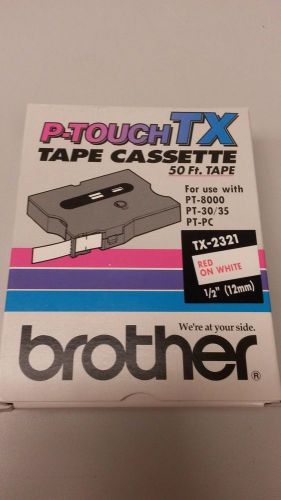 P-TOUCH TX
TAPE CASSETTE
50 Ft. TAPE
For use with
PT-8000
PT-30/35
PT-PC
TX-2321
RED
ON WHITE
1/2" (12mm)
We're at your side.
brother®